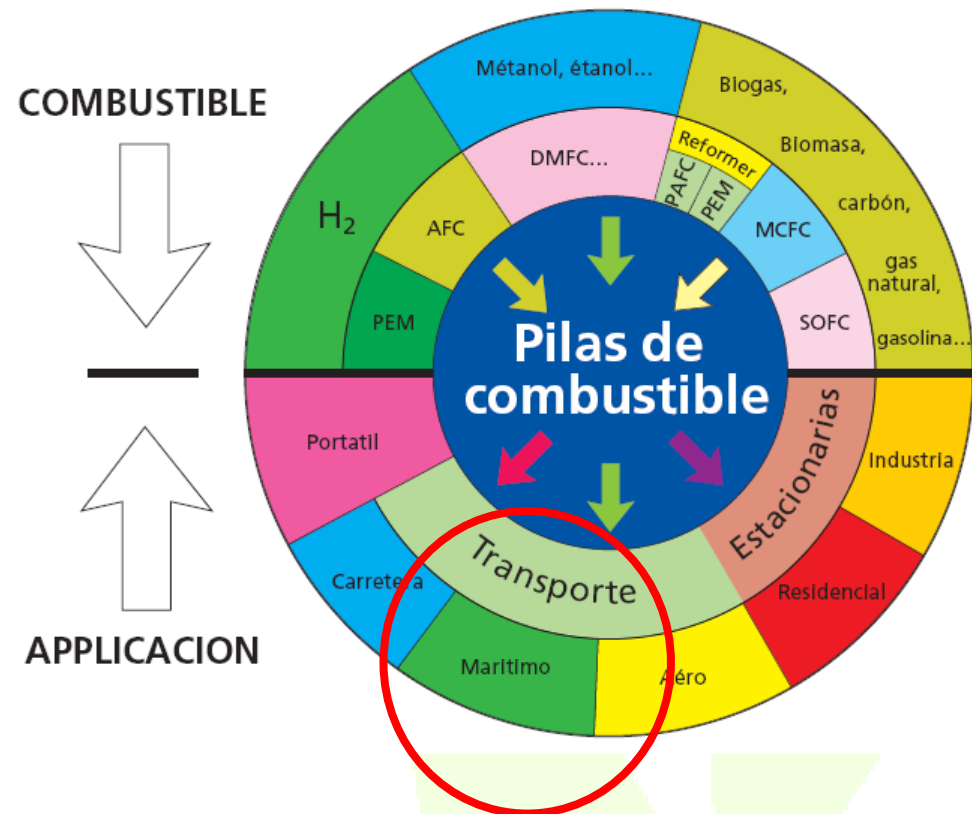 COMBUSTIBLE
APPLICACION
H2
Métanol, étanol...
Biogas,
Biomasa,
carbón,
gas
natural,
gasolina...
PEM
AFC
DMFC...
Reformer
PAFC
PEM
MCFC
SOFC
Pilas de
combustible
Portatil
Transporte
Estacionarias
Carretera
Maritimo
Aéro
Residencial
Industria